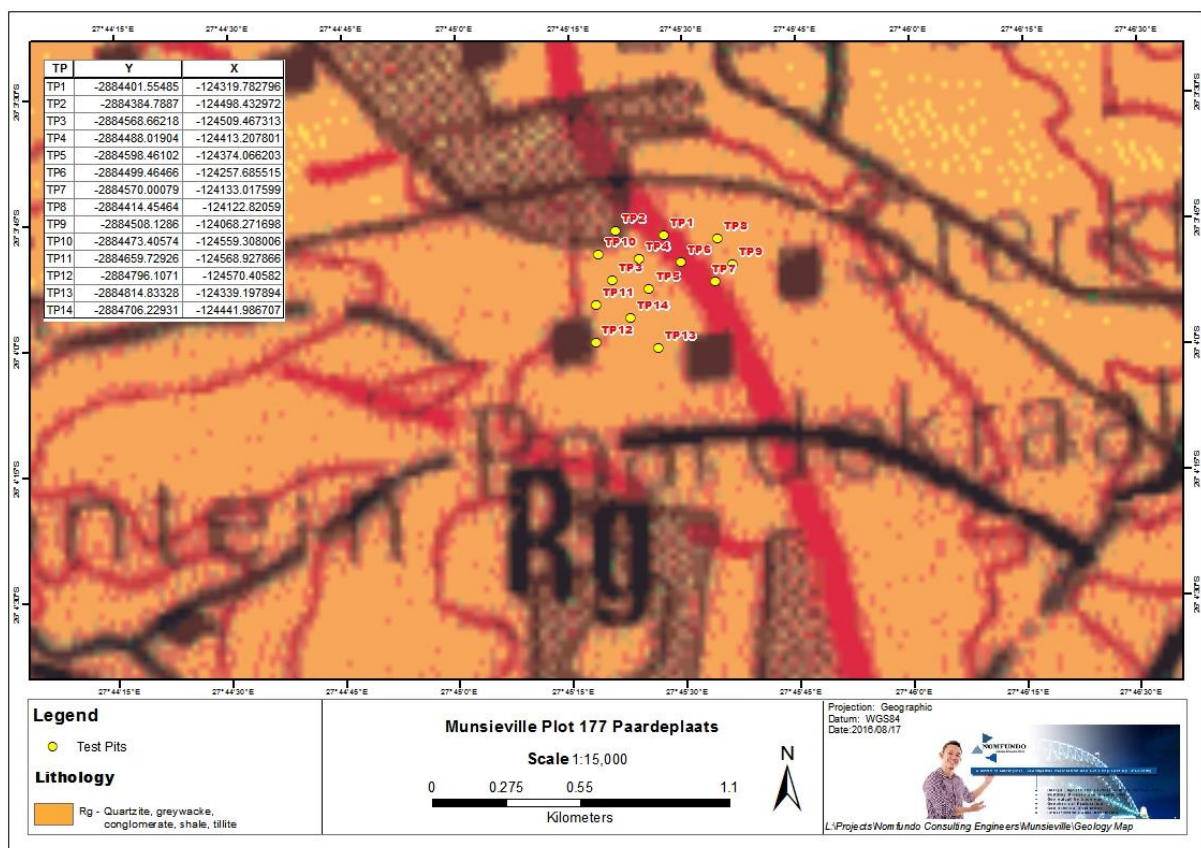 27°44'15"E 27°44'30"E 27°44'45"E 27°45'0"E 27°45'15"E 27°45'30"E 27°45'45"E 27°46'0"E 27°46'15"E 27°46'30"E
TP Y X
TP1 -2884401.55485 -124319.782796
TP2 -2884384.7887 -124498.432972
TP3 -2884568.66218 -124509.467313
TP4 -2884488.01904 -124413.207801
TP5 -2884598.46102 -124374.066203
TP6 -2884499.46466 -124257.685515
TP7 -2884570.00079 -124133.017599
TP8 -2884414.45464 -124122.82059
TP9 -2884508.1286 -124068.271698
TP10 -2884473.40574 -124559.308006
TP11 -2884659.72926 -124568.927866
TP12 -2884796.1071 -124570.40582
TP13 -2884814.83328 -124339.197894
TP14 -2884706.22931 -124441.986707
TP2 TP1 TP8
TP10 TP4 TP6 TP9
TP3 TP5 TP7
TP11 TP14
TP12 TP13
ntein
Rg
27°44'15"E 27°44'30"E 27°44'45"E 27°45'0"E 27°45'15"E 27°45'30"E 27°45'45"E 27°46'0"E 27°46'15"E 27°46'30"E
Legend
Test Pits
Lithology
Rg - Quartzite, greywacke,
conglomerate, shale, tillite
Munsieville Plot 177 Paardeplaats
Scale 1:15,000
0 0.275 0.55 1.1
Kilometers
N
Projection: Geographic
Datum: WGS84
Date:2016/08/17
NOMFUNDO
L:\Projects\Nomfundo Consulting Engineers\Munsieville\Geology Map